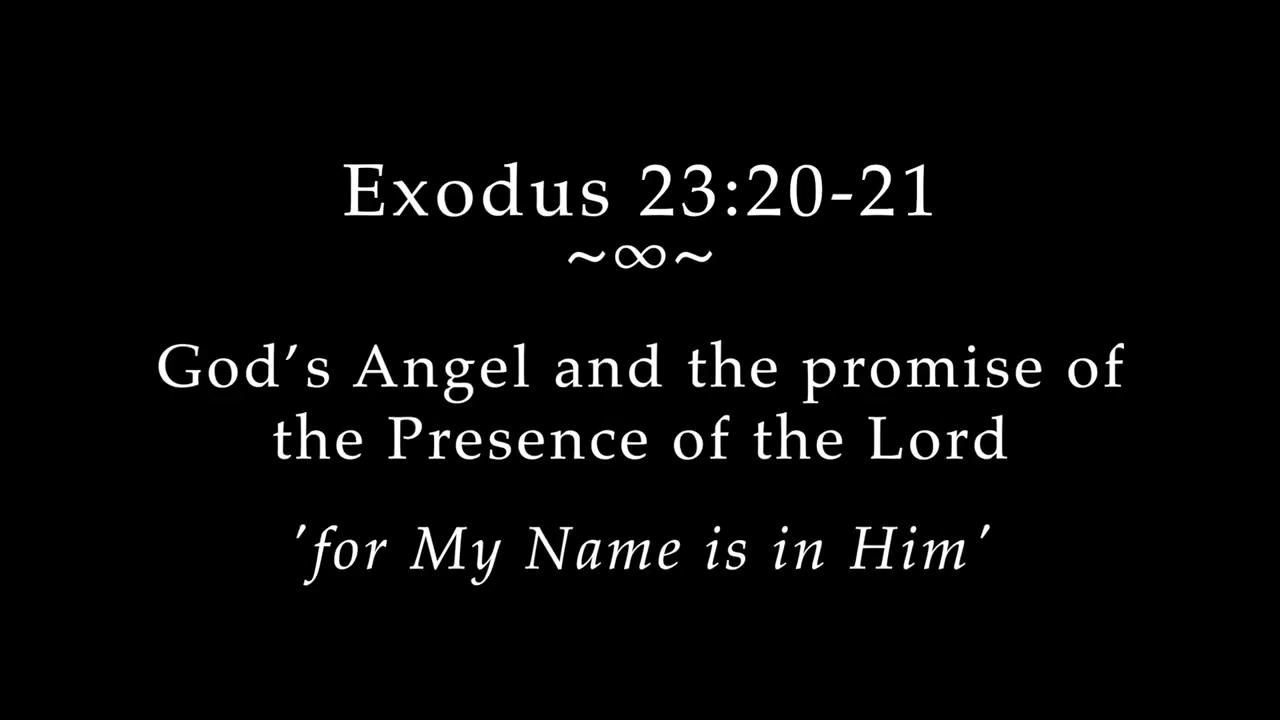 Exodus 23:20-21
~∞~
God’s Angel and the promise of
the Presence of the Lord
'for My Name is in Him'